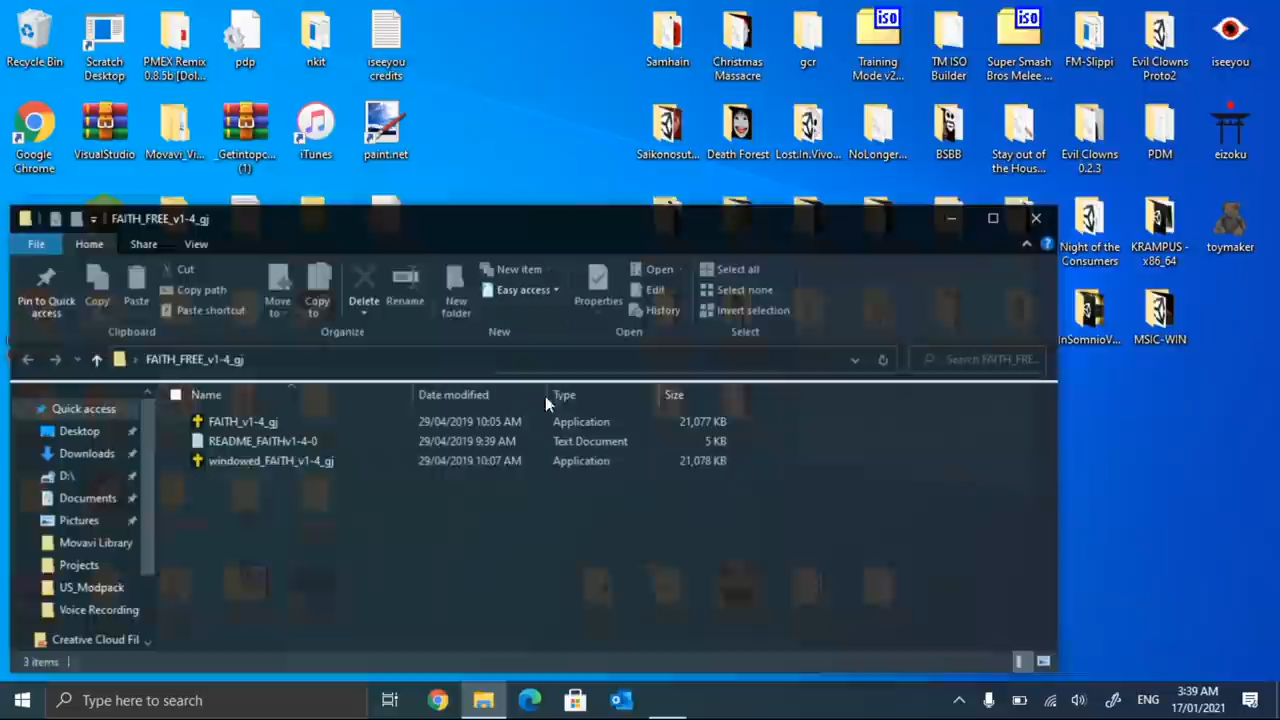 Recycle Bin
Scratch Desktop
PMEX Remix 0.8.5b [Dol...
pdp
nkit
iseeyou credits
Samhain
Christmas Massacre
gcr
Training Mode v2...
TM ISO Builder
Super Smash Bros Melee ...
FM-Slippi
Evil Clowns Proto2
iseeyou
iso
iso
Google Chrome
VisualStudio
Movavi_Vi...
_Getintopc... (1)
iTunes
paint.net
Saikonosut...
Death Forest
Lost.In.Vivo...
NoLonger...
BSBB
Stay out of the Hous...
Evil Clowns 0.2.3
PDM
eizoku
Night of the Consumers
KRAMPUS - x86_64
toymaker
InSomnioV...
MSIC-WIN
FAITH_FREE_v1-4_gj
File Home Share View
Pin to Quick access
Copy
Paste
Cut
Copy path
Paste shortcut
Move to
Copy to
Delete
Rename
New folder
New item
Easy access
Properties
Open
Edit
History
Select all
Select none
Invert selection
Clipboard Organize New Open Select
FAITH_FREE_v1-4_gj
Search FAITH_FRE...
Name Date modified Type Size
FAITH_v1-4_gj 29/04/2019 10:05 AM Application 21,077 KB
README_FAITHv1-4-0 29/04/2019 9:39 AM Text Document 5 KB
windowed_FAITH_v1-4_gj 29/04/2019 10:07 AM Application 21,078 KB
Quick access
Desktop
Downloads
D:\
Documents
Pictures
Movavi Library
Projects
US_Modpack
Voice Recording
Creative Cloud Fil
3 items
Type here to search
ENG
3:39 AM
17/01/2021